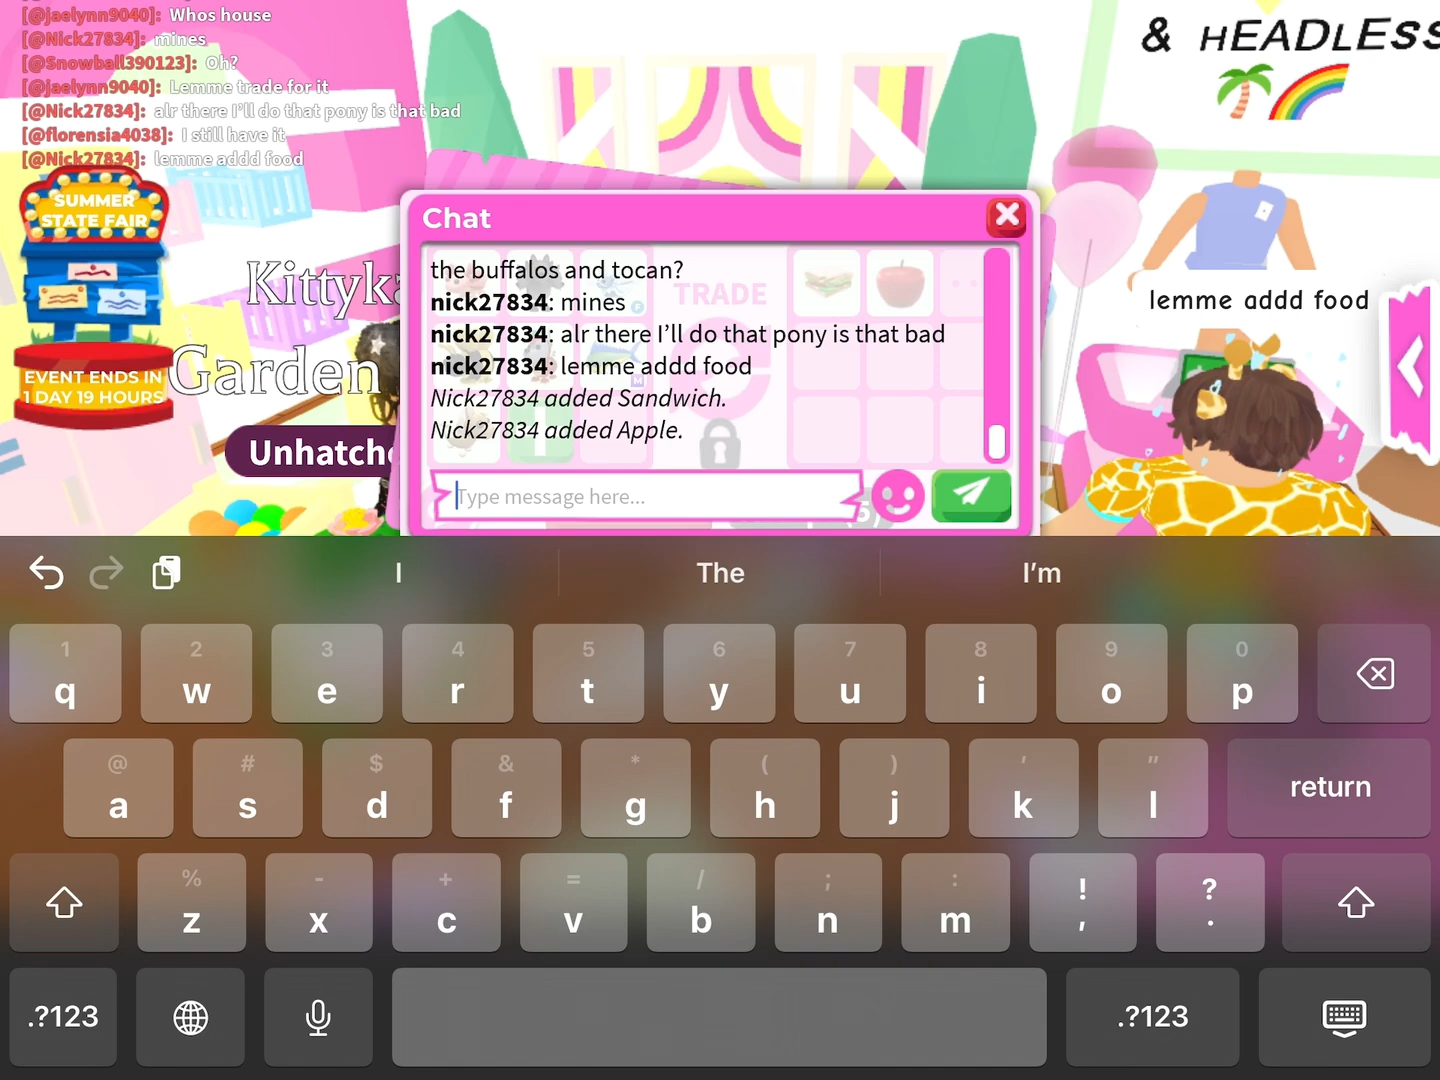 [@jaelynn9040]: Whos house
[@Nick27834]: mines
[@Snowball390123]: Oh?
[@jaelynn9040]: Lemme trade for it
[@Nick27834]: alr there I’ll do that pony is that bad
[@florensia4038]: I still have it
[@Nick27834]: lemme addd food
& HEADLESS
🌴🌈
SUMMER
STATE FAIR
EVENT ENDS IN
1 DAY 19 HOURS
Kittyka
Garden
Unhatche
Chat
TRADE
the buffalos and tocan?
nick27834: mines
nick27834: alr there I’ll do that pony is that bad
nick27834: lemme addd food
Nick27834 added Sandwich.
Nick27834 added Apple.
Type message here...
lemme addd food
I The I’m
1 2 3 4 5 6 7 8 9 0
q w e r t y u i o p
@ # $ & * ( ) ' "
a s d f g h j k l return
% - + = / ; : ! ?
z x c v b n m , .
.?123 .?123